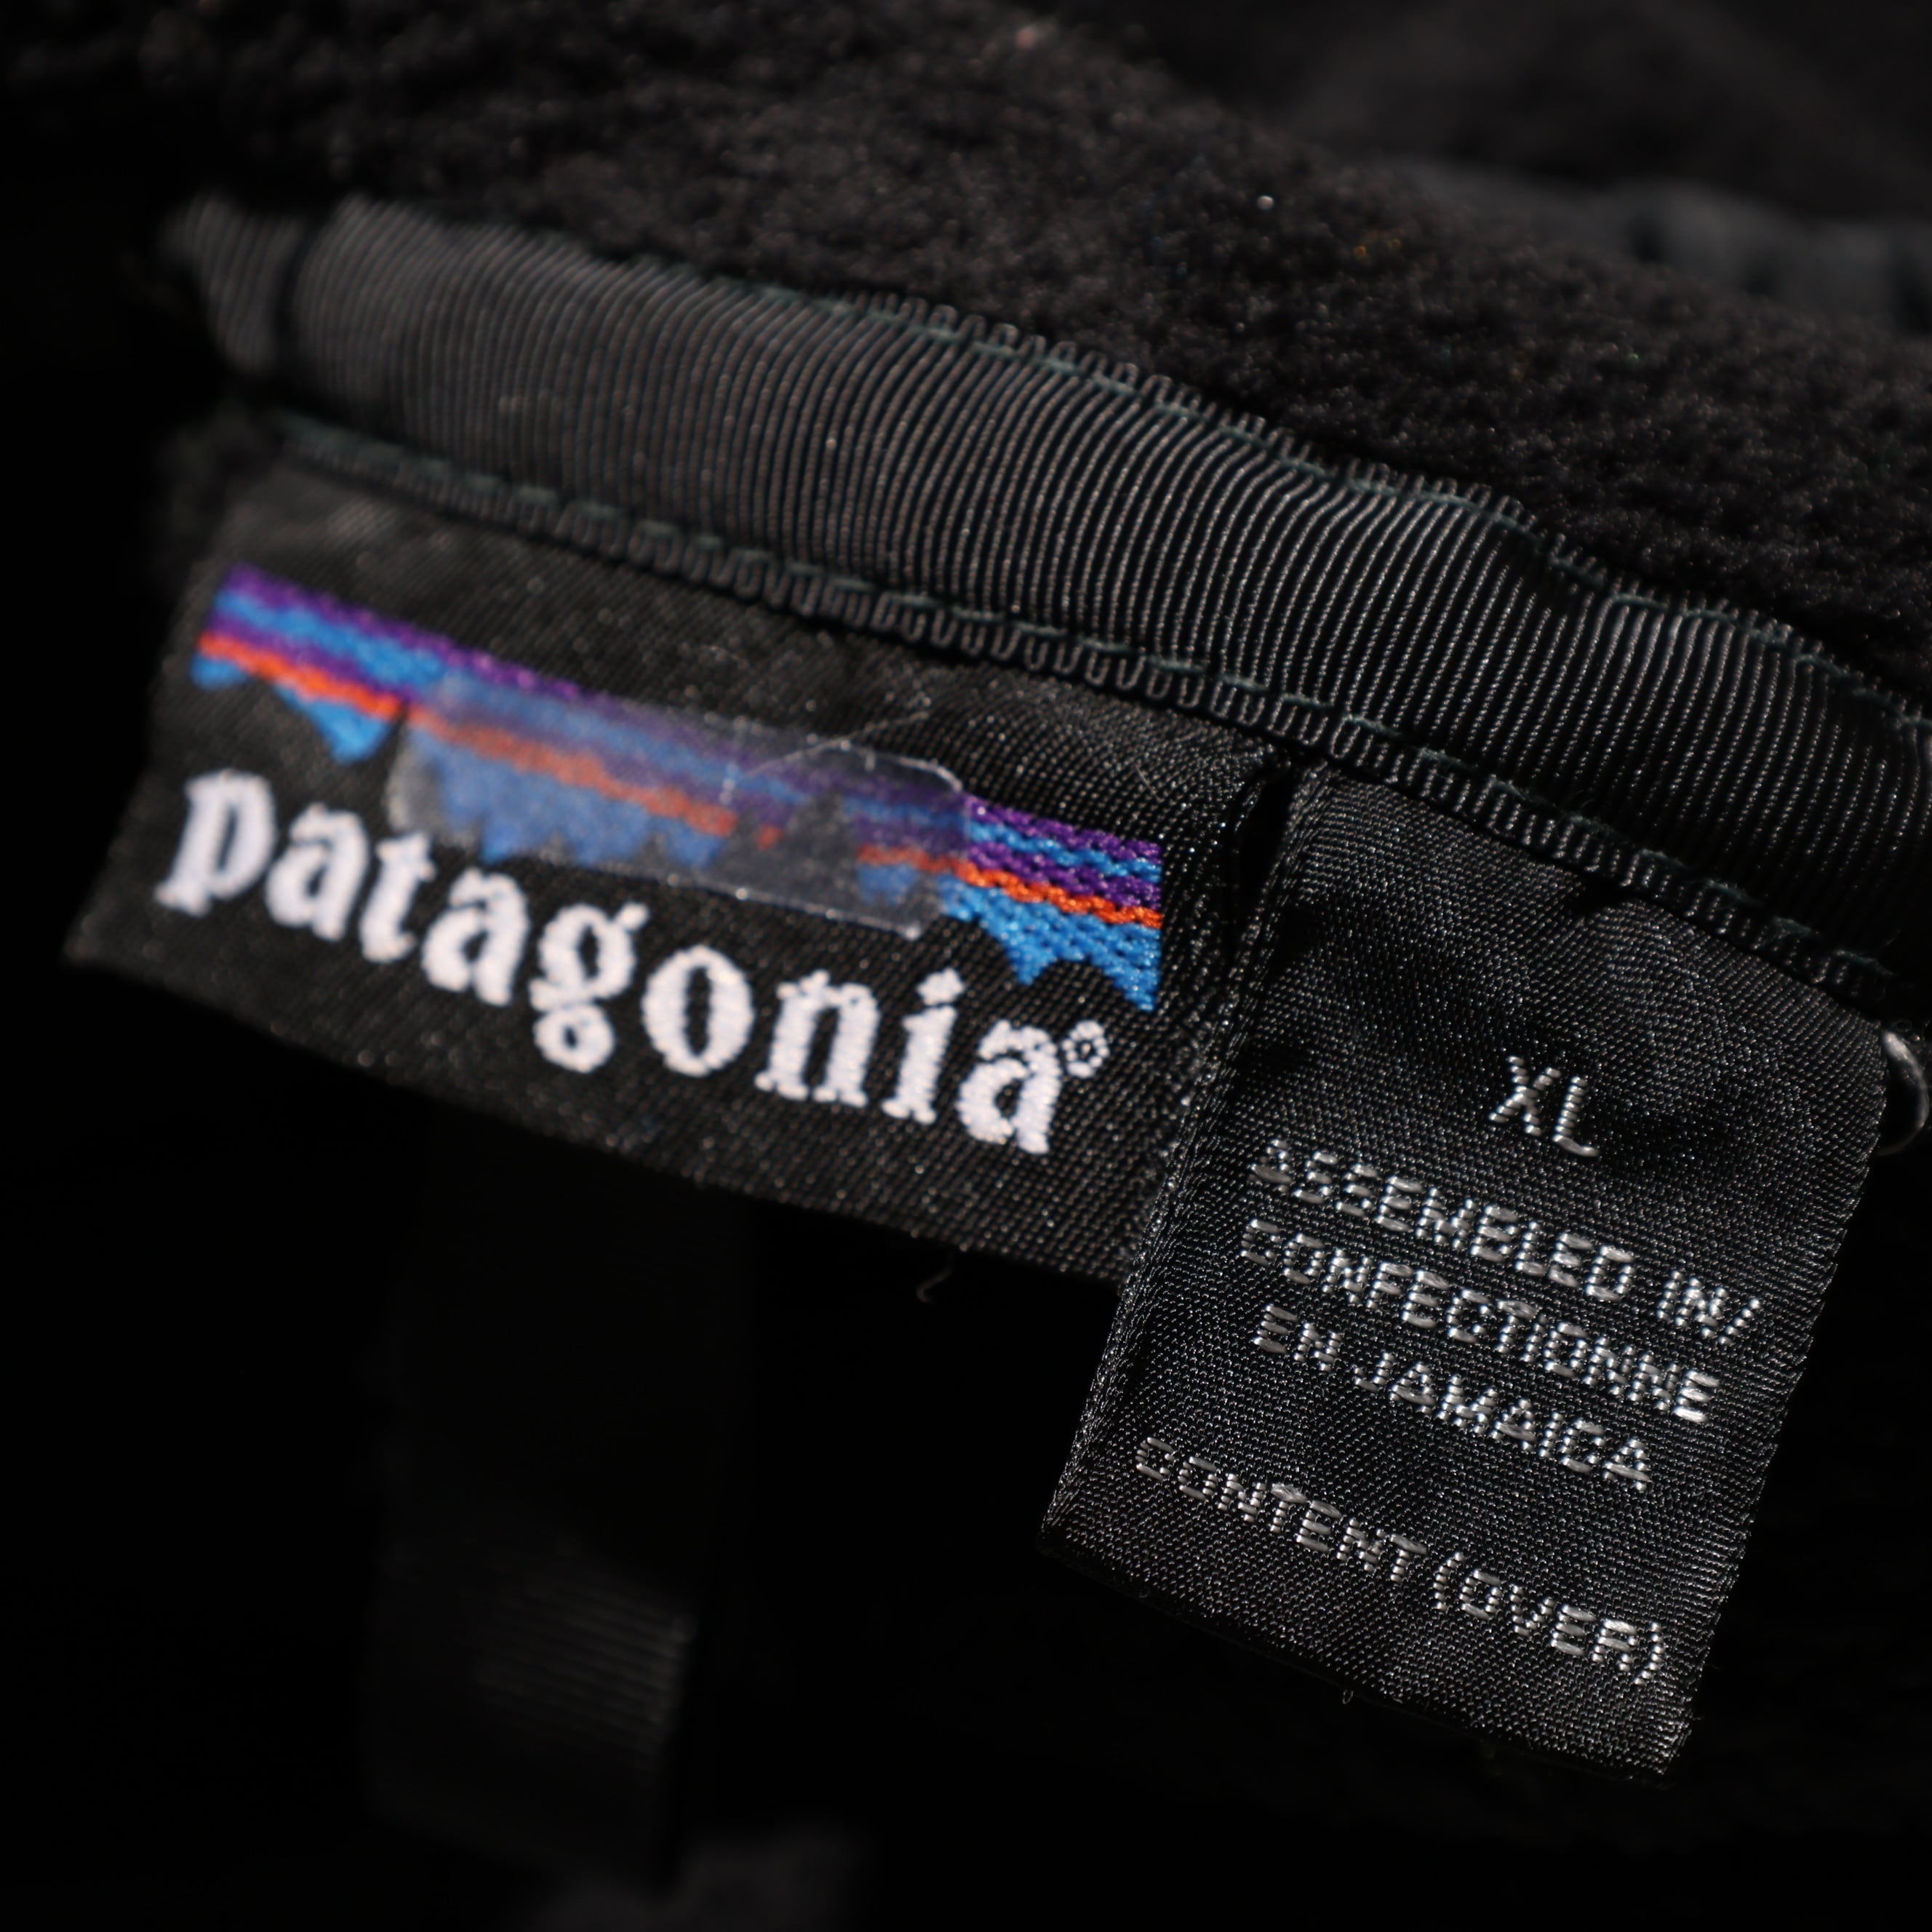 patagonia®
XL
ASSEMBLED IN/
CONFECTIONNE
EN JAMAICA
CONTENT (OVER)